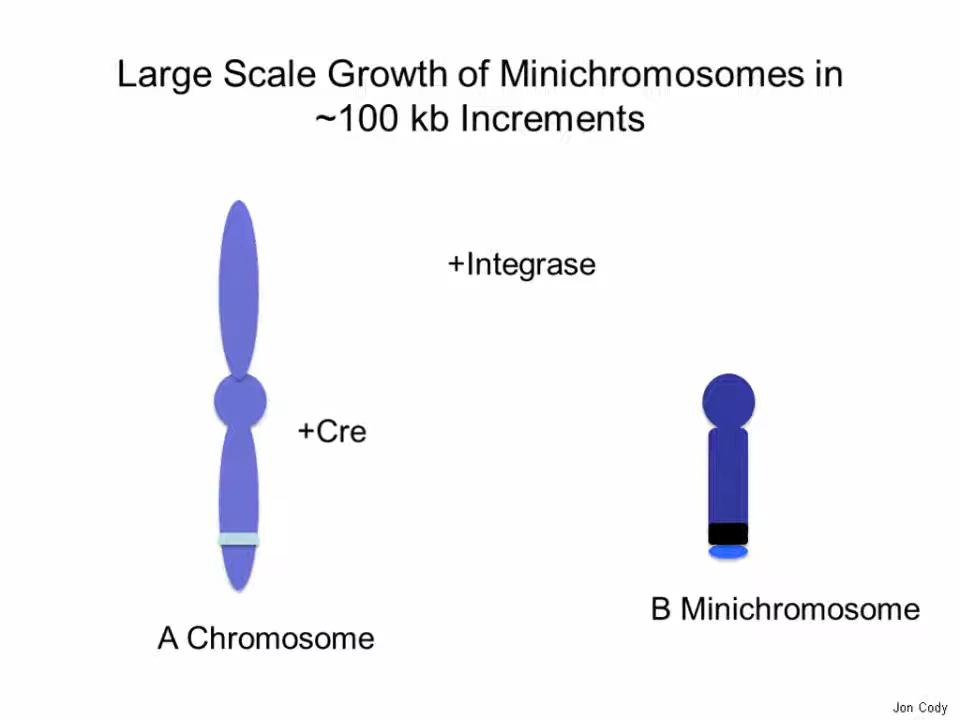 Large Scale Growth of Minichromosomes in
~100 kb Increments
+Integrase
+Cre
B Minichromosome
A Chromosome
Jon Cody